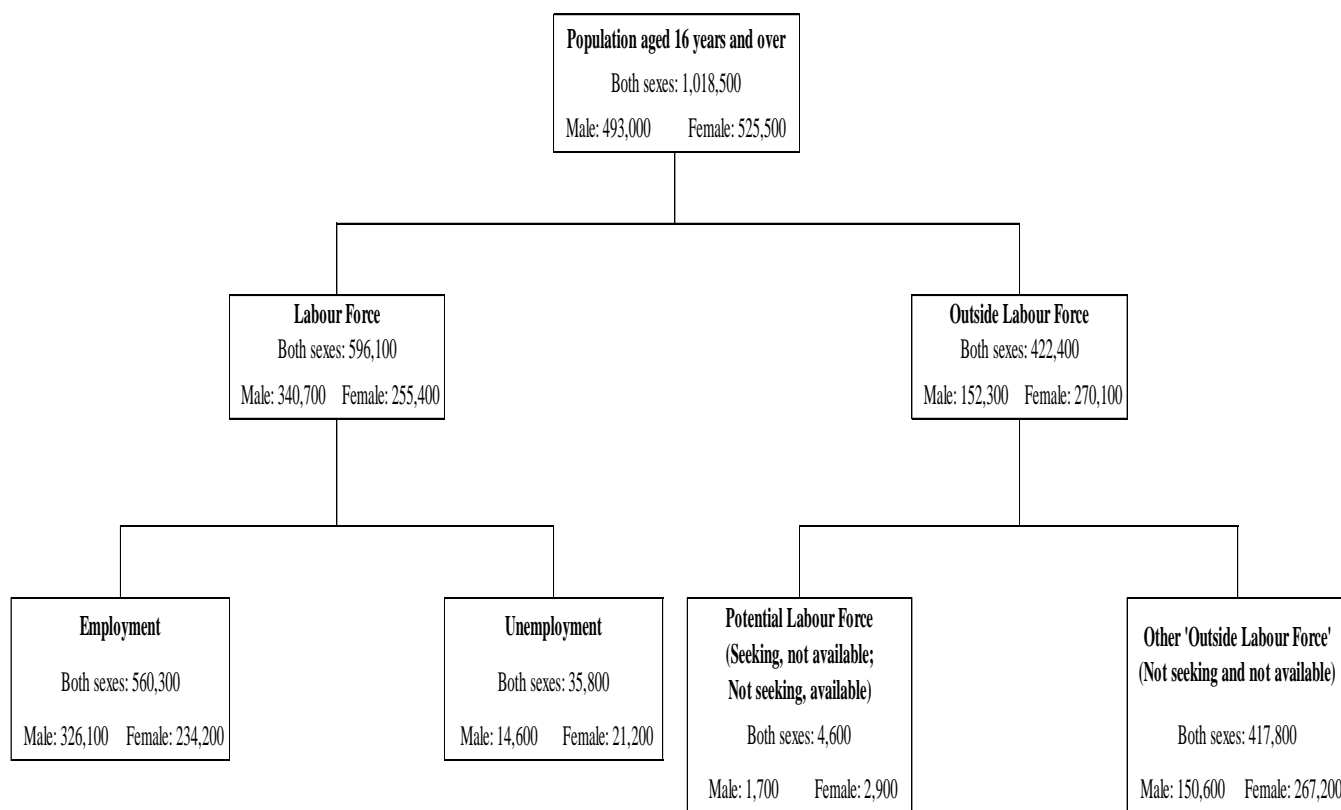 Population aged 16 years and over
Both sexes: 1,018,500
Male: 493,000 Female: 525,500
Labour Force
Both sexes: 596,100
Male: 340,700 Female: 255,400
Outside Labour Force
Both sexes: 422,400
Male: 152,300 Female: 270,100
Employment
Both sexes: 560,300
Male: 326,100 Female: 234,200
Unemployment
Both sexes: 35,800
Male: 14,600 Female: 21,200
Potential Labour Force
(Seeking, not available;
Not seeking, available)
Both sexes: 4,600
Male: 1,700 Female: 2,900
Other 'Outside Labour Force'
(Not seeking and not available)
Both sexes: 417,800
Male: 150,600 Female: 267,200